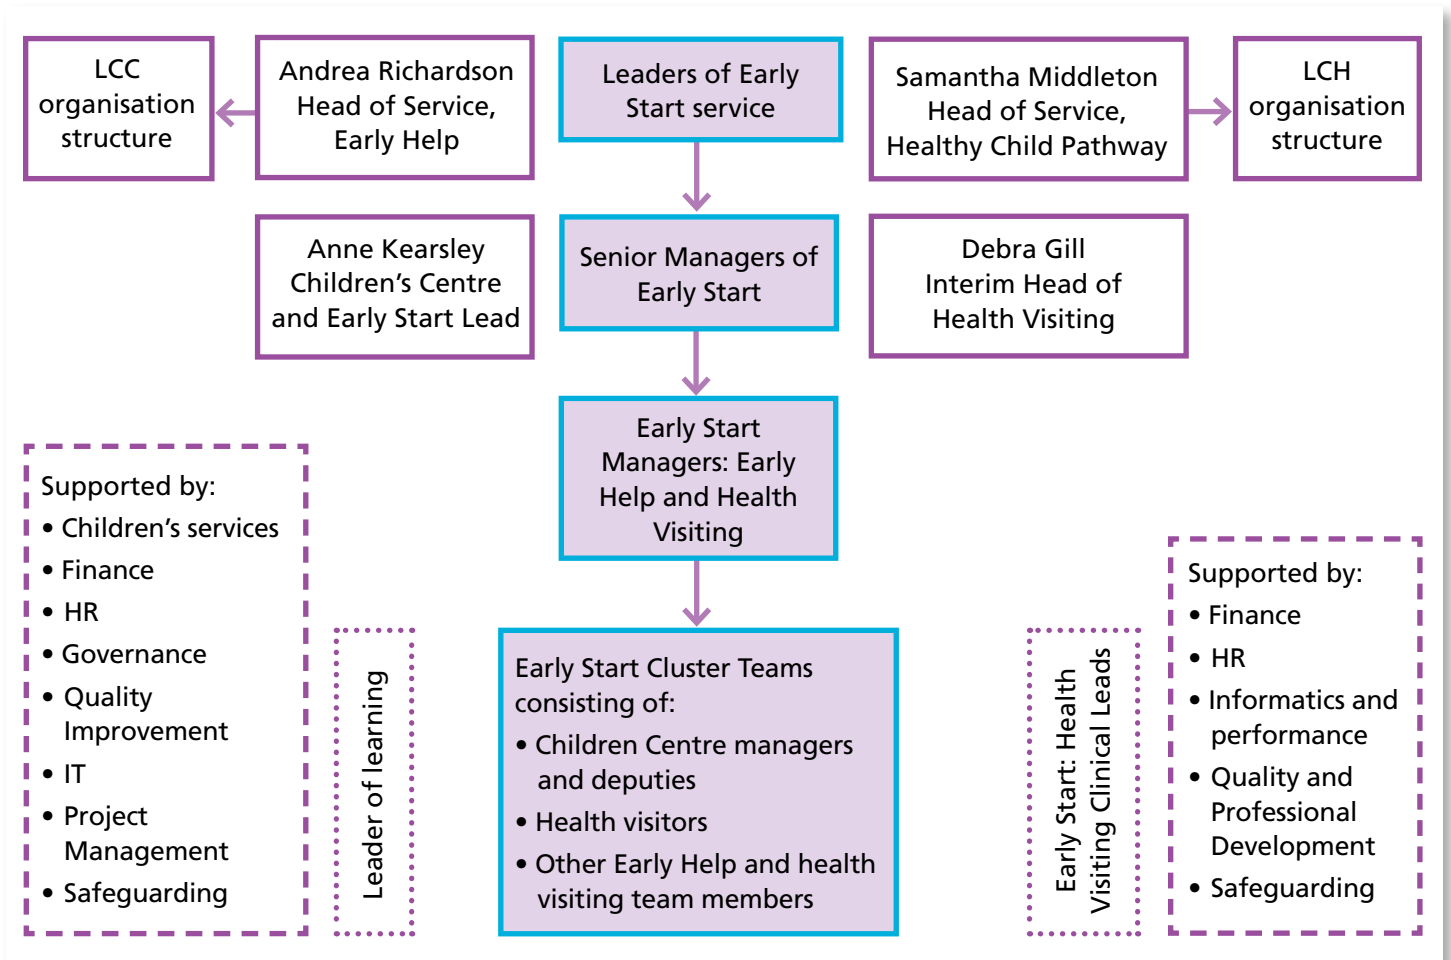 LCC
organisation
structure
Andrea Richardson
Head of Service,
Early Help
Leaders of Early
Start service
Samantha Middleton
Head of Service,
Healthy Child Pathway
LCH
organisation
structure
Anne Kearsley
Children’s Centre
and Early Start Lead
Senior Managers of
Early Start
Debra Gill
Interim Head of
Health Visiting
Early Start
Managers: Early
Help and Health
Visiting
Supported by:
• Children’s services
• Finance
• HR
• Governance
• Quality
Improvement
• IT
• Project
Management
• Safeguarding
Leader of learning
Early Start Cluster Teams
consisting of:
• Children Centre managers
and deputies
• Health visitors
• Other Early Help and health
visiting team members
Early Start: Health
Visiting Clinical Leads
Supported by:
• Finance
• HR
• Informatics and
performance
• Quality and
Professional
Development
• Safeguarding